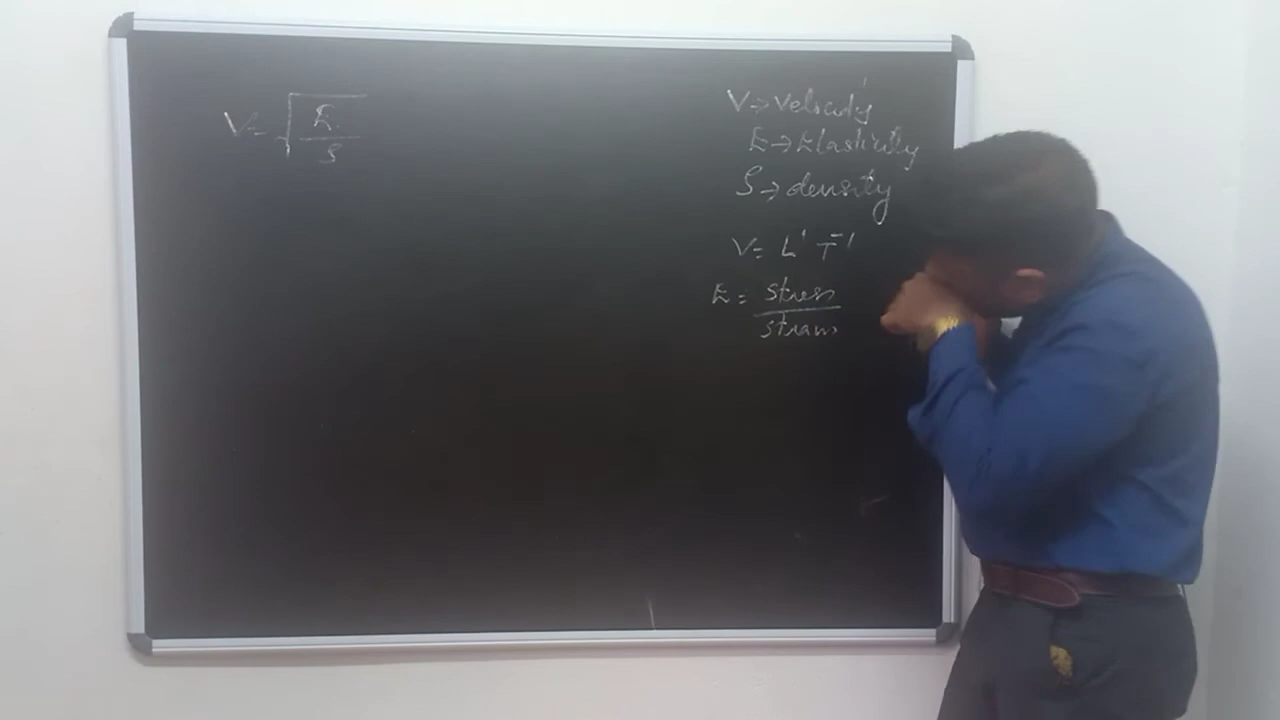 V = √E/ρ
V → Velocity
E → Elasticity
ρ → density
V = L¹ T⁻¹
E = stress/strain